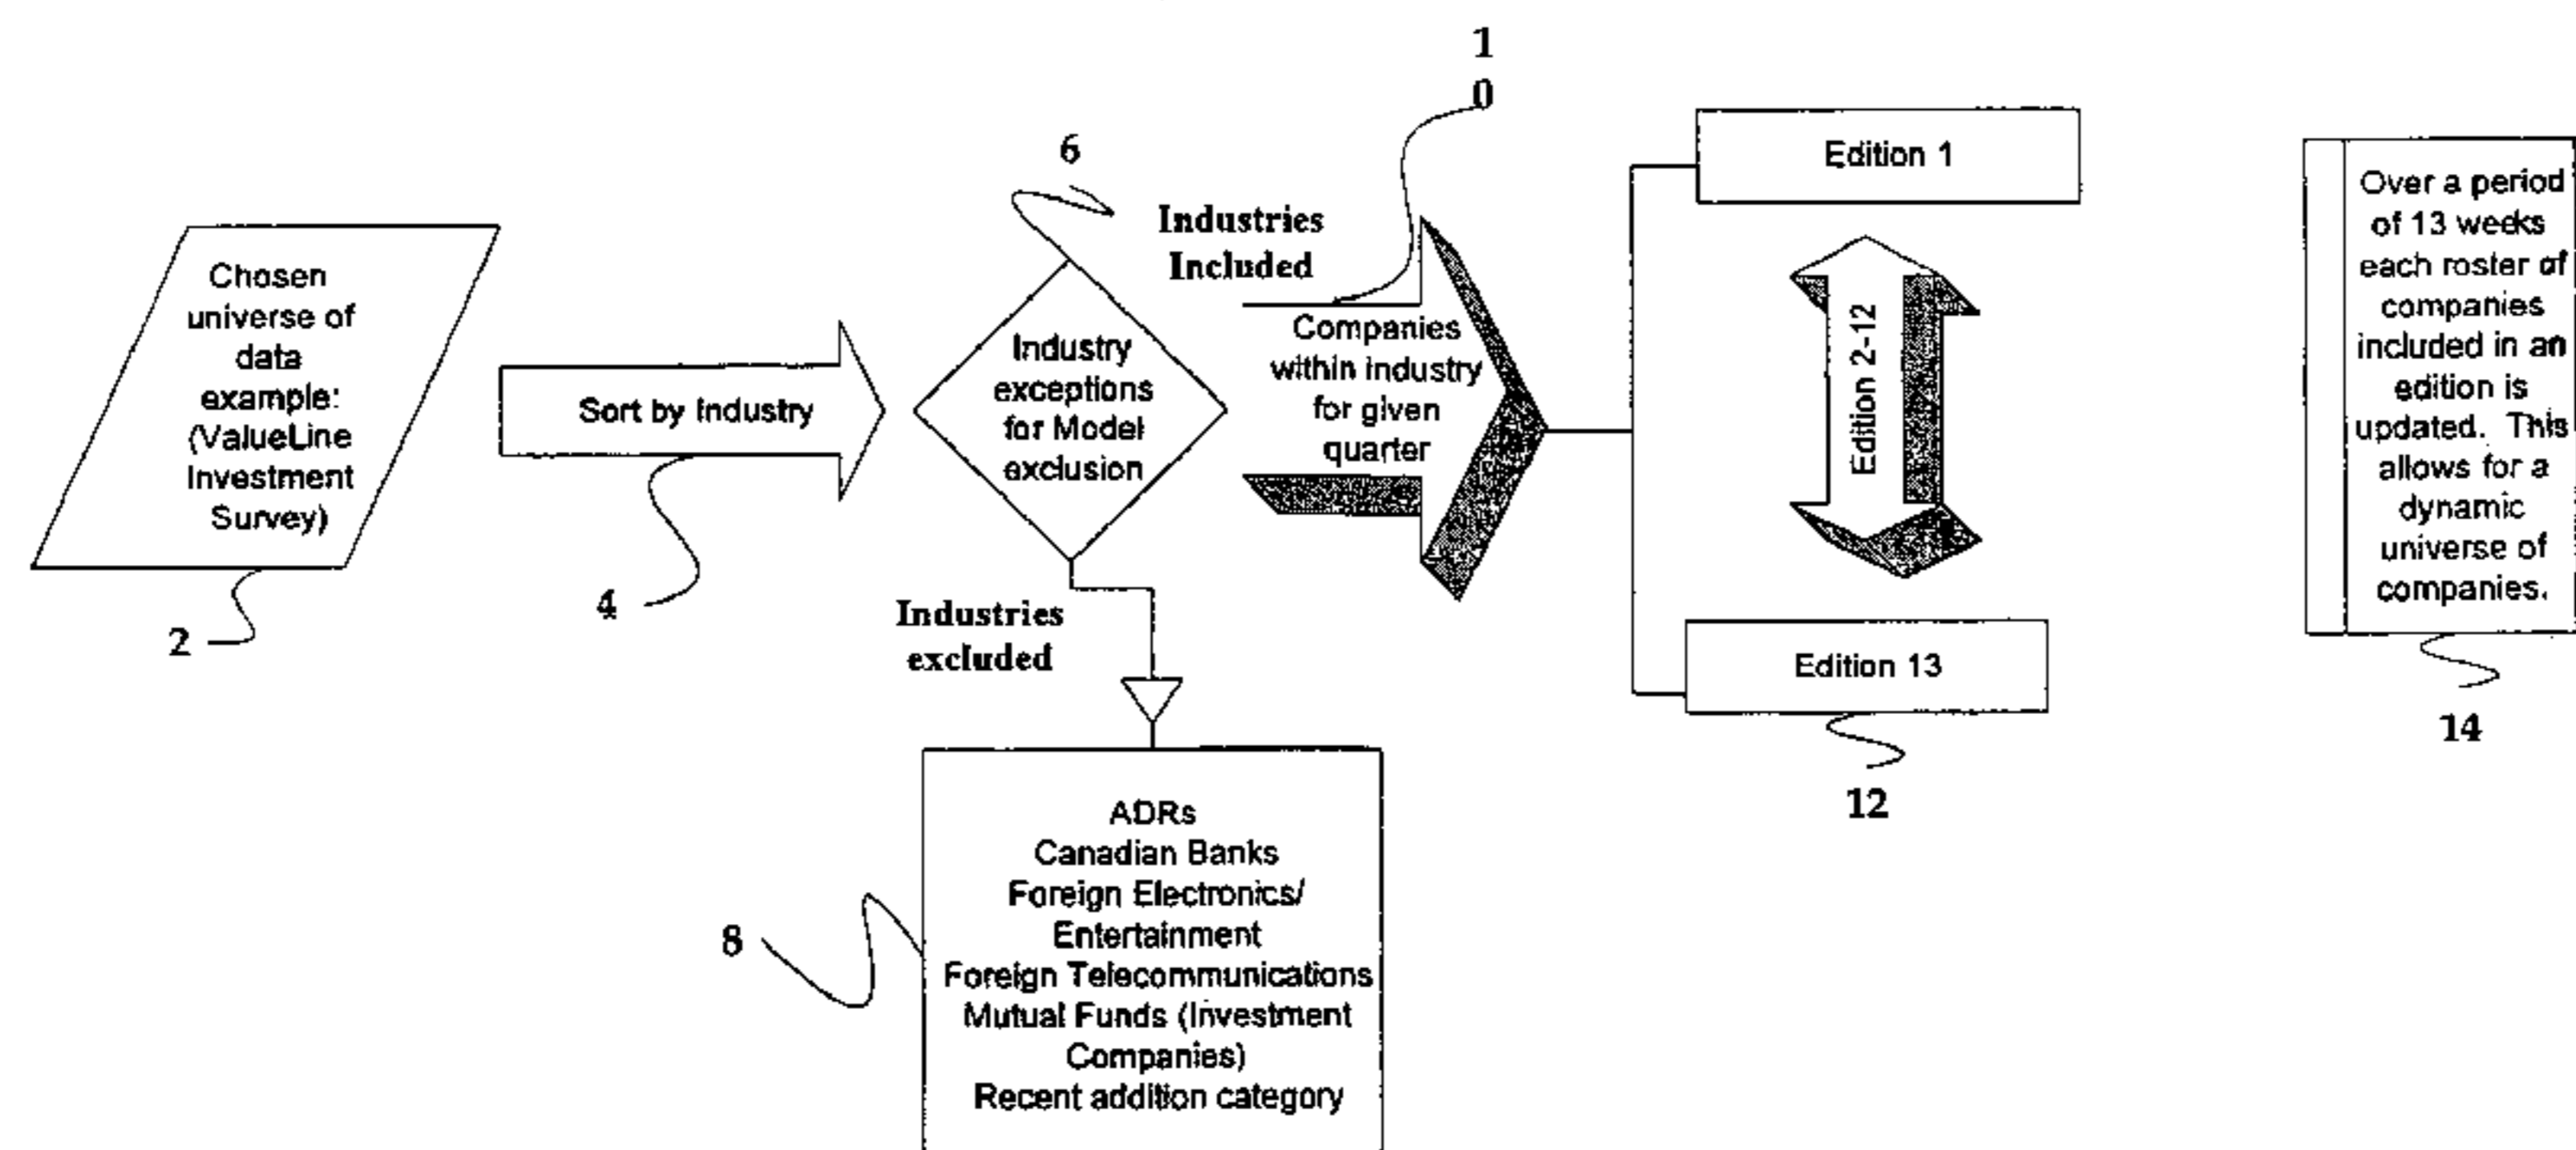 Chosen
universe of
data
example:
(ValueLine
Investment
Survey)
2
Sort by Industry
4
6
Industry
exceptions
for Model
exclusion
Industries
Included
1
0
Companies
within industry
for given
quarter
Industries
excluded
8
ADRs
Canadian Banks
Foreign Electronics/
Entertainment
Foreign Telecommunications
Mutual Funds (Investment
Companies)
Recent addition category
Edition 1
Edition 2-12
Edition 13
12
Over a period
of 13 weeks
each roster of
companies
included in an
edition is
updated. This
allows for a
dynamic
universe of
companies.
14